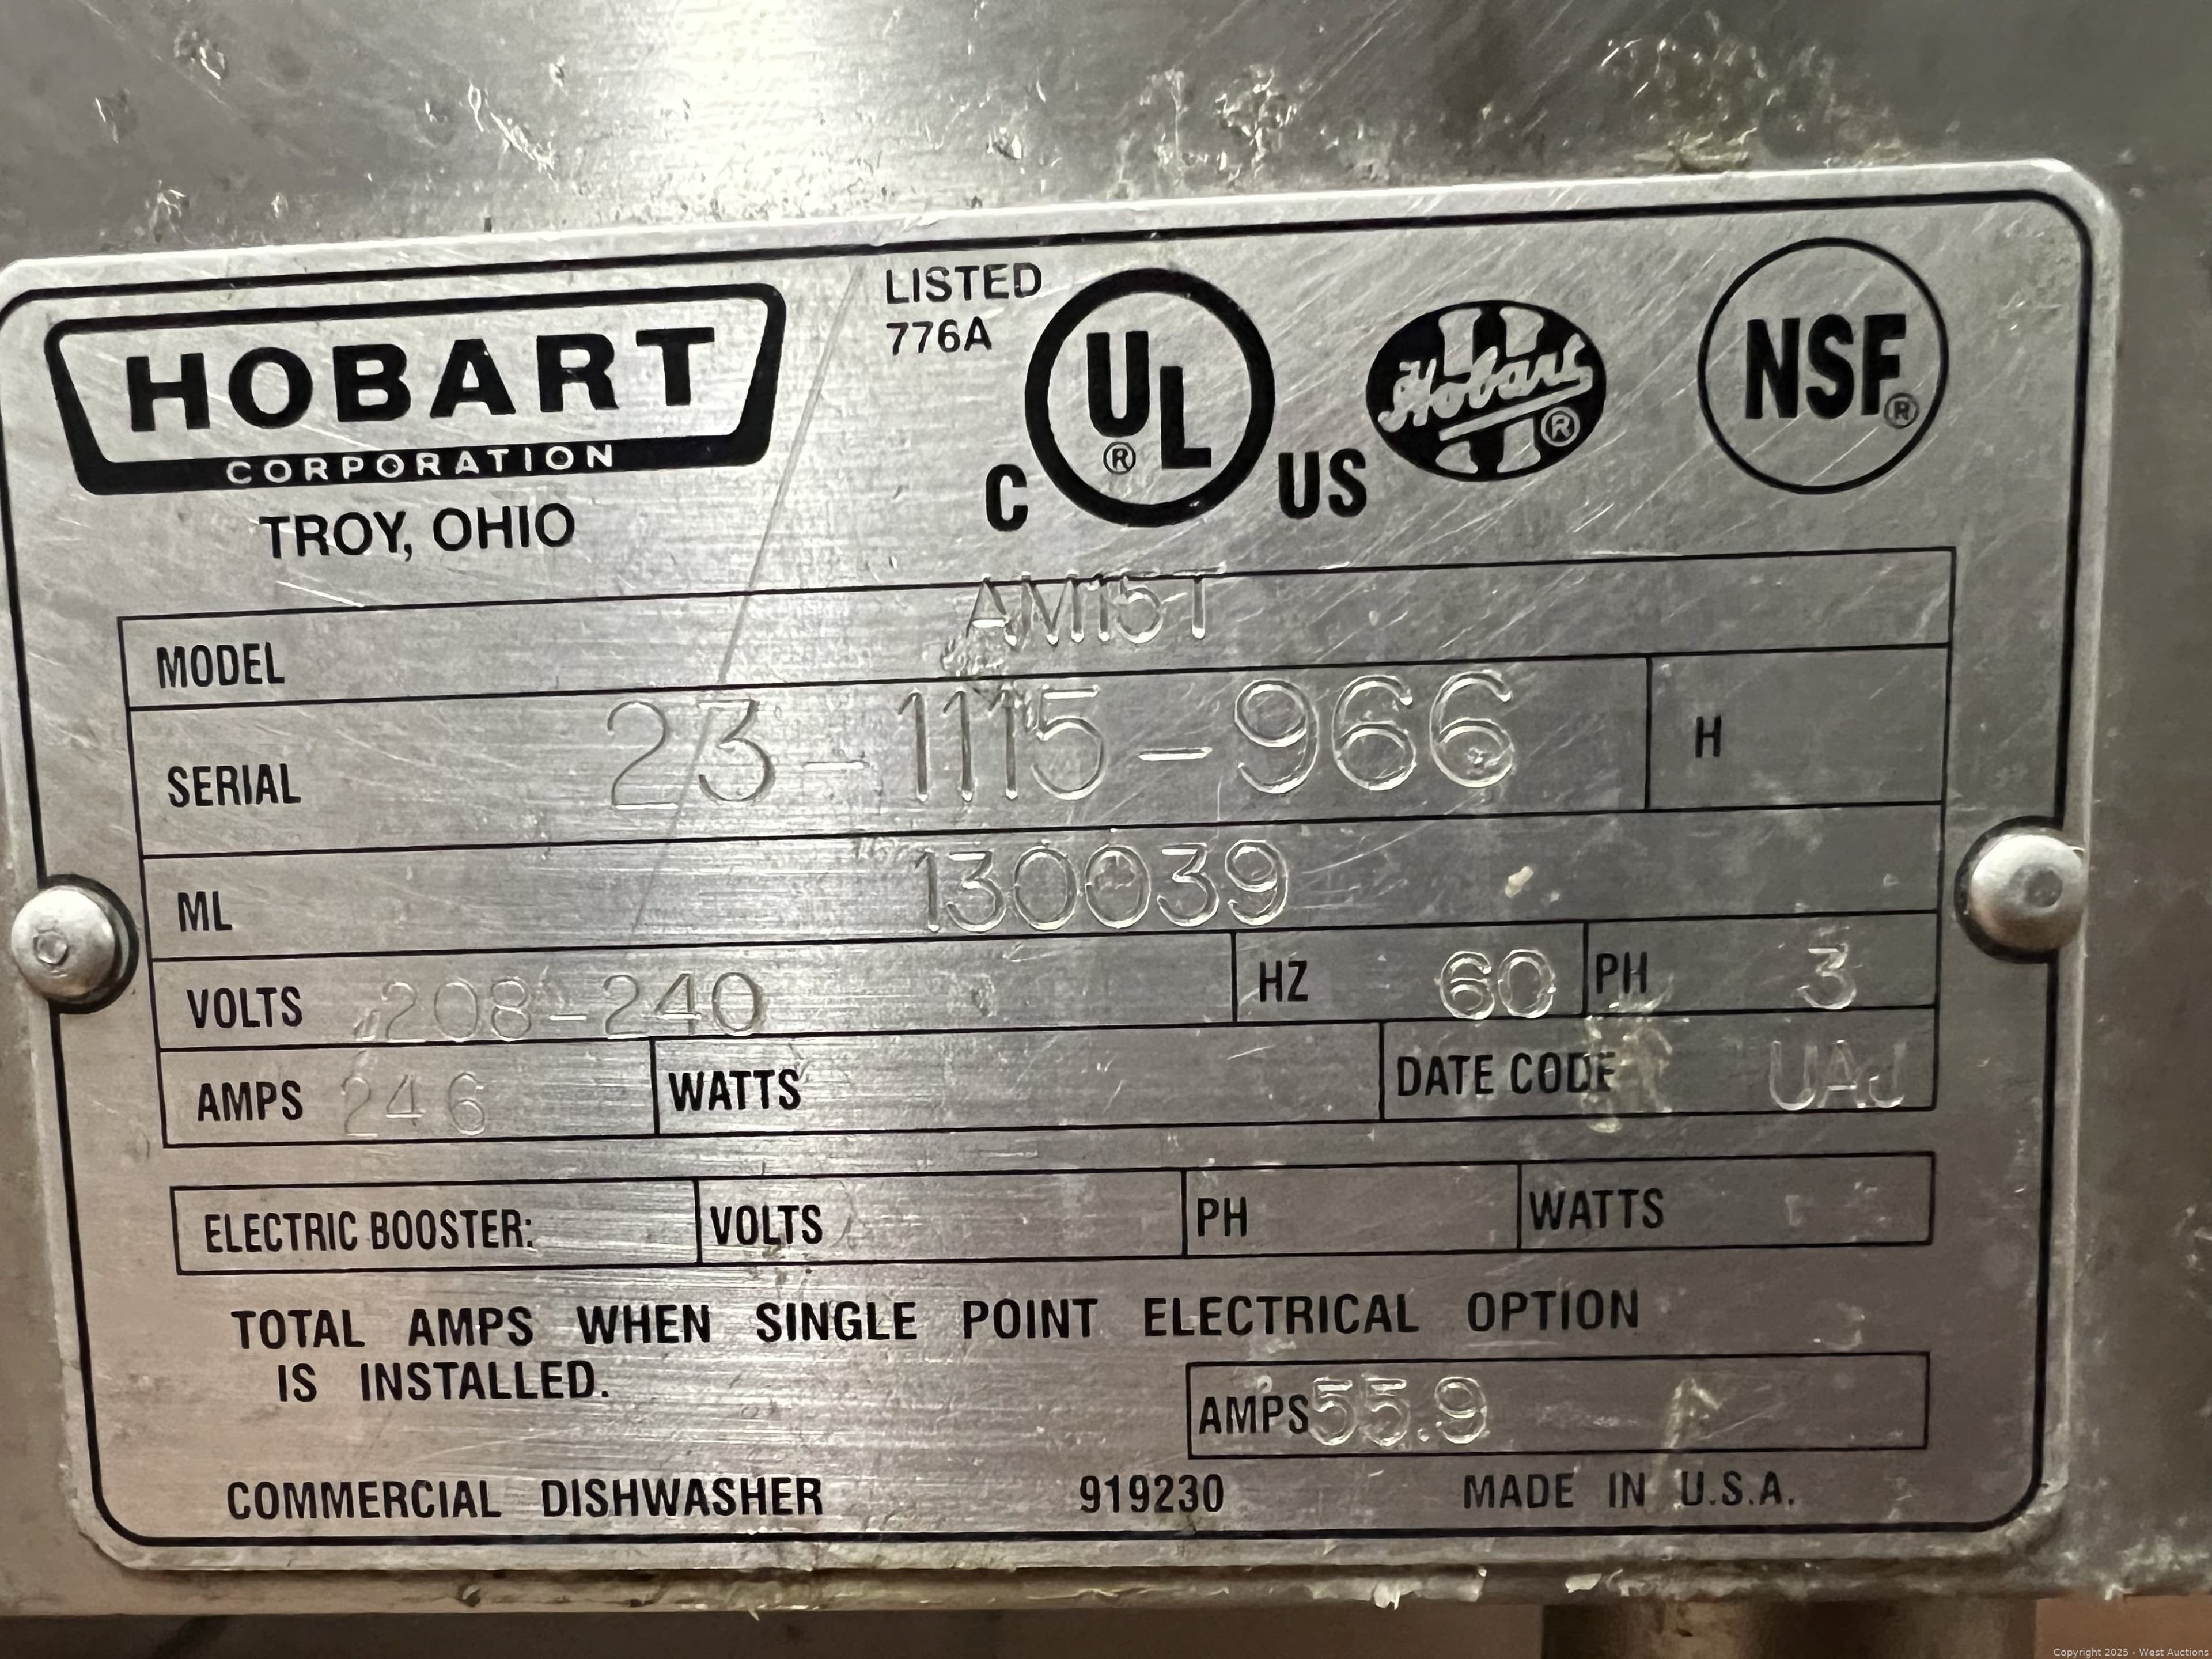 HOBART
CORPORATION
TROY, OHIO
LISTED
776A
C UL® US
Hobart ®
NSF®
MODEL AM15T
SERIAL 23-1115-966 H
ML 130039
VOLTS 208-240 HZ 60 PH 3
AMPS 246 WATTS DATE CODE UAJ
ELECTRIC BOOSTER: VOLTS PH WATTS
TOTAL AMPS WHEN SINGLE POINT ELECTRICAL OPTION
IS INSTALLED.
AMPS 55.9
COMMERCIAL DISHWASHER 919230 MADE IN U.S.A.
Copyright 2025 - West Auctions